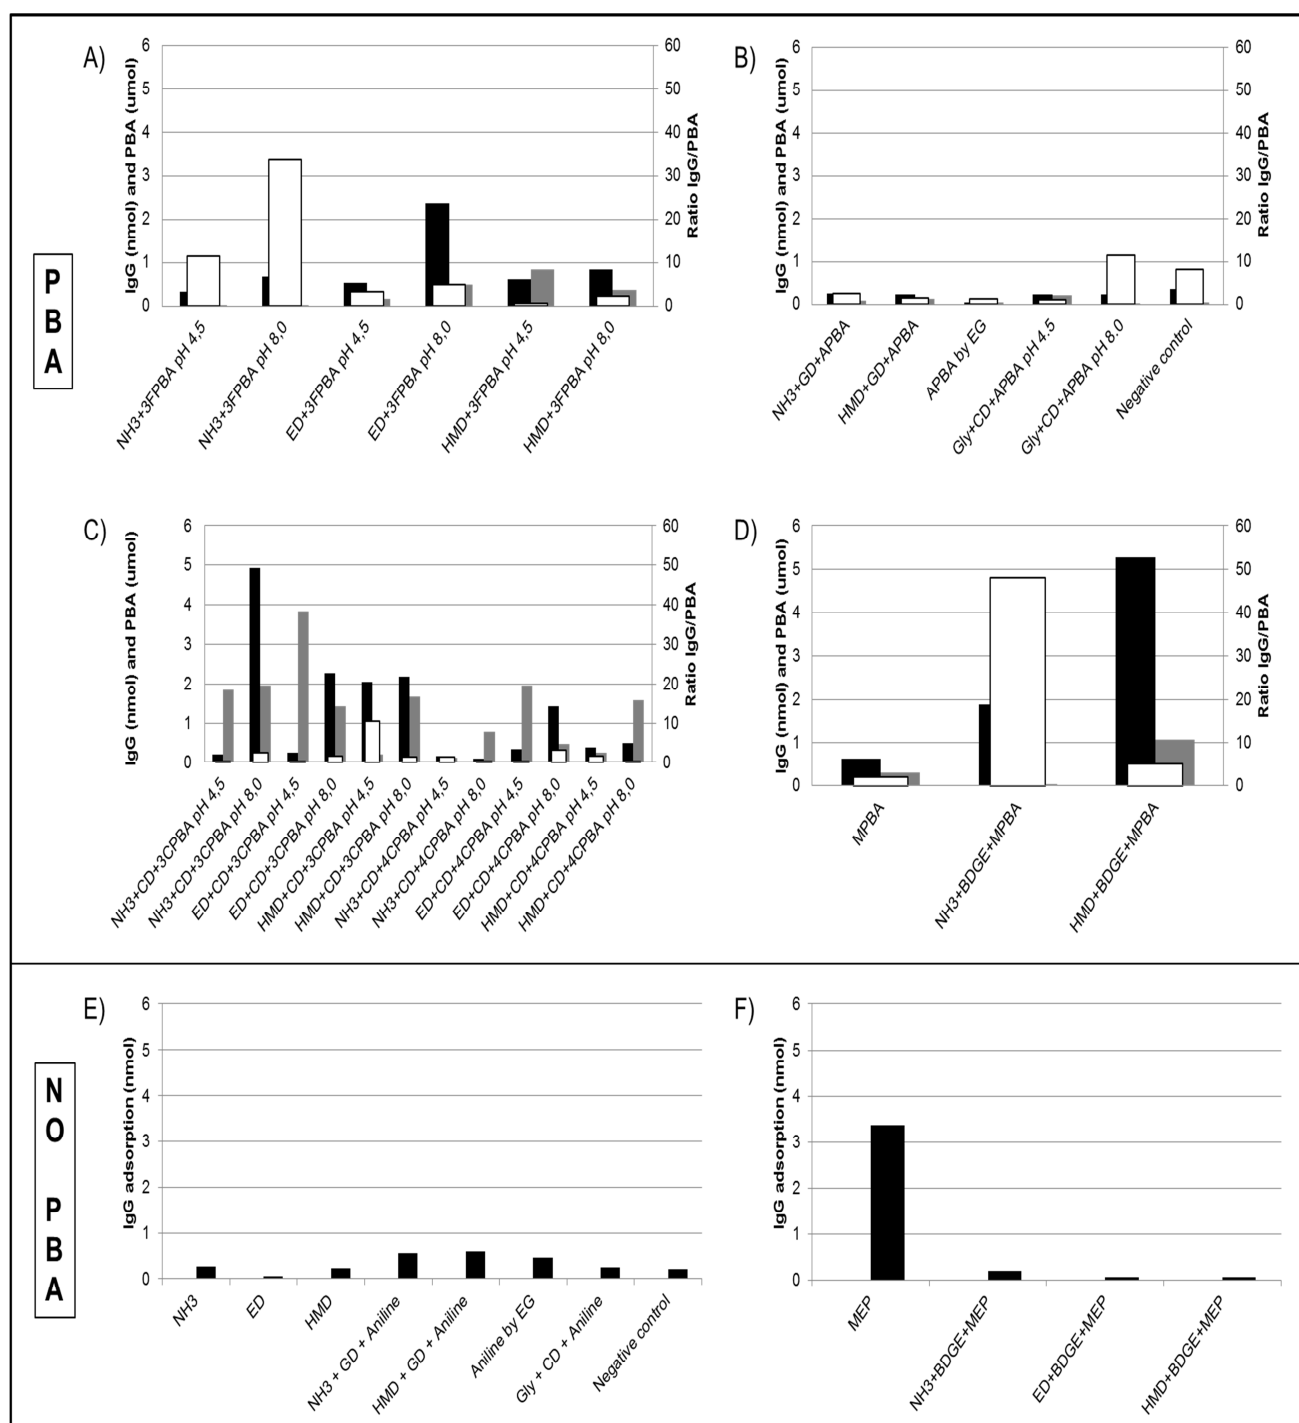 A)
IgG (nmol) and PBA (umol)
6
5
4
3
2
1
0
60
50
40
30
20
10
0
Ratio IgG/PBA
NH3+3FPBA pH 4,5
NH3+3FPBA pH 8,0
ED+3FPBA pH 4,5
ED+3FPBA pH 8,0
HMD+3FPBA pH 4,5
HMD+3FPBA pH 8,0
B)
IgG (nmol) and PBA (umol)
6
5
4
3
2
1
0
60
50
40
30
20
10
0
Ratio IgG/PBA
NH3+GD+APBA
HMD+GD+APBA
APBA by EG
Gly+CD+APBA pH 4.5
Gly+CD+APBA pH 8.0
Negative control
P
B
A
C)
IgG (nmol) and PBA (umol)
6
5
4
3
2
1
0
60
50
40
30
20
10
0
Ratio IgG/PBA
NH3+CD+3CPBA pH 4,5
NH3+CD+3CPBA pH 8,0
ED+CD+3CPBA pH 4,5
ED+CD+3CPBA pH 8,0
HMD+CD+3CPBA pH 4,5
HMD+CD+3CPBA pH 8,0
NH3+CD+4CPBA pH 4,5
NH3+CD+4CPBA pH 8,0
ED+CD+4CPBA pH 4,5
ED+CD+4CPBA pH 8,0
HMD+CD+4CPBA pH 4,5
HMD+CD+4CPBA pH 8,0
D)
IgG (nmol) and PBA (umol)
6
5
4
3
2
1
0
60
50
40
30
20
10
0
Ratio IgG/PBA
MPBA
NH3+BDGE+MPBA
HMD+BDGE+MPBA
N
O
P
B
A
E)
IgG adsorption (nmol)
6
5
4
3
2
1
0
NH3
ED
HMD
NH3 + GD + Aniline
HMD + GD + Aniline
Aniline by EG
Gly + CD + Aniline
Negative control
F)
IgG adsorption (nmol)
6
5
4
3
2
1
0
MEP
NH3+BDGE+MEP
ED+BDGE+MEP
HMD+BDGE+MEP